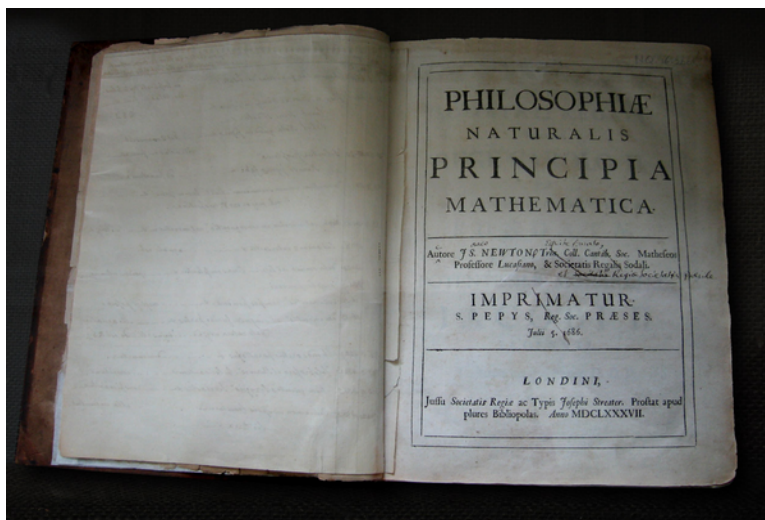 PHILOSOPHIÆ
NATURALIS
PRINCIPIA
MATHEMATICA.
Autore JS. NEWTON, Trin. Coll. Cantab. Soc. Matheseos
Professore Lucasiano, & Societatis Regalis Sodali.
IMPRIMATUR.
S. PEPYS, Reg. Soc. PRÆSES.
Julii 5. 1686.
LONDINI,
Jussu Societatis Regiæ ac Typis Josephi Streater. Prostat apud
plures Bibliopolas. Anno MDCLXXXVII.